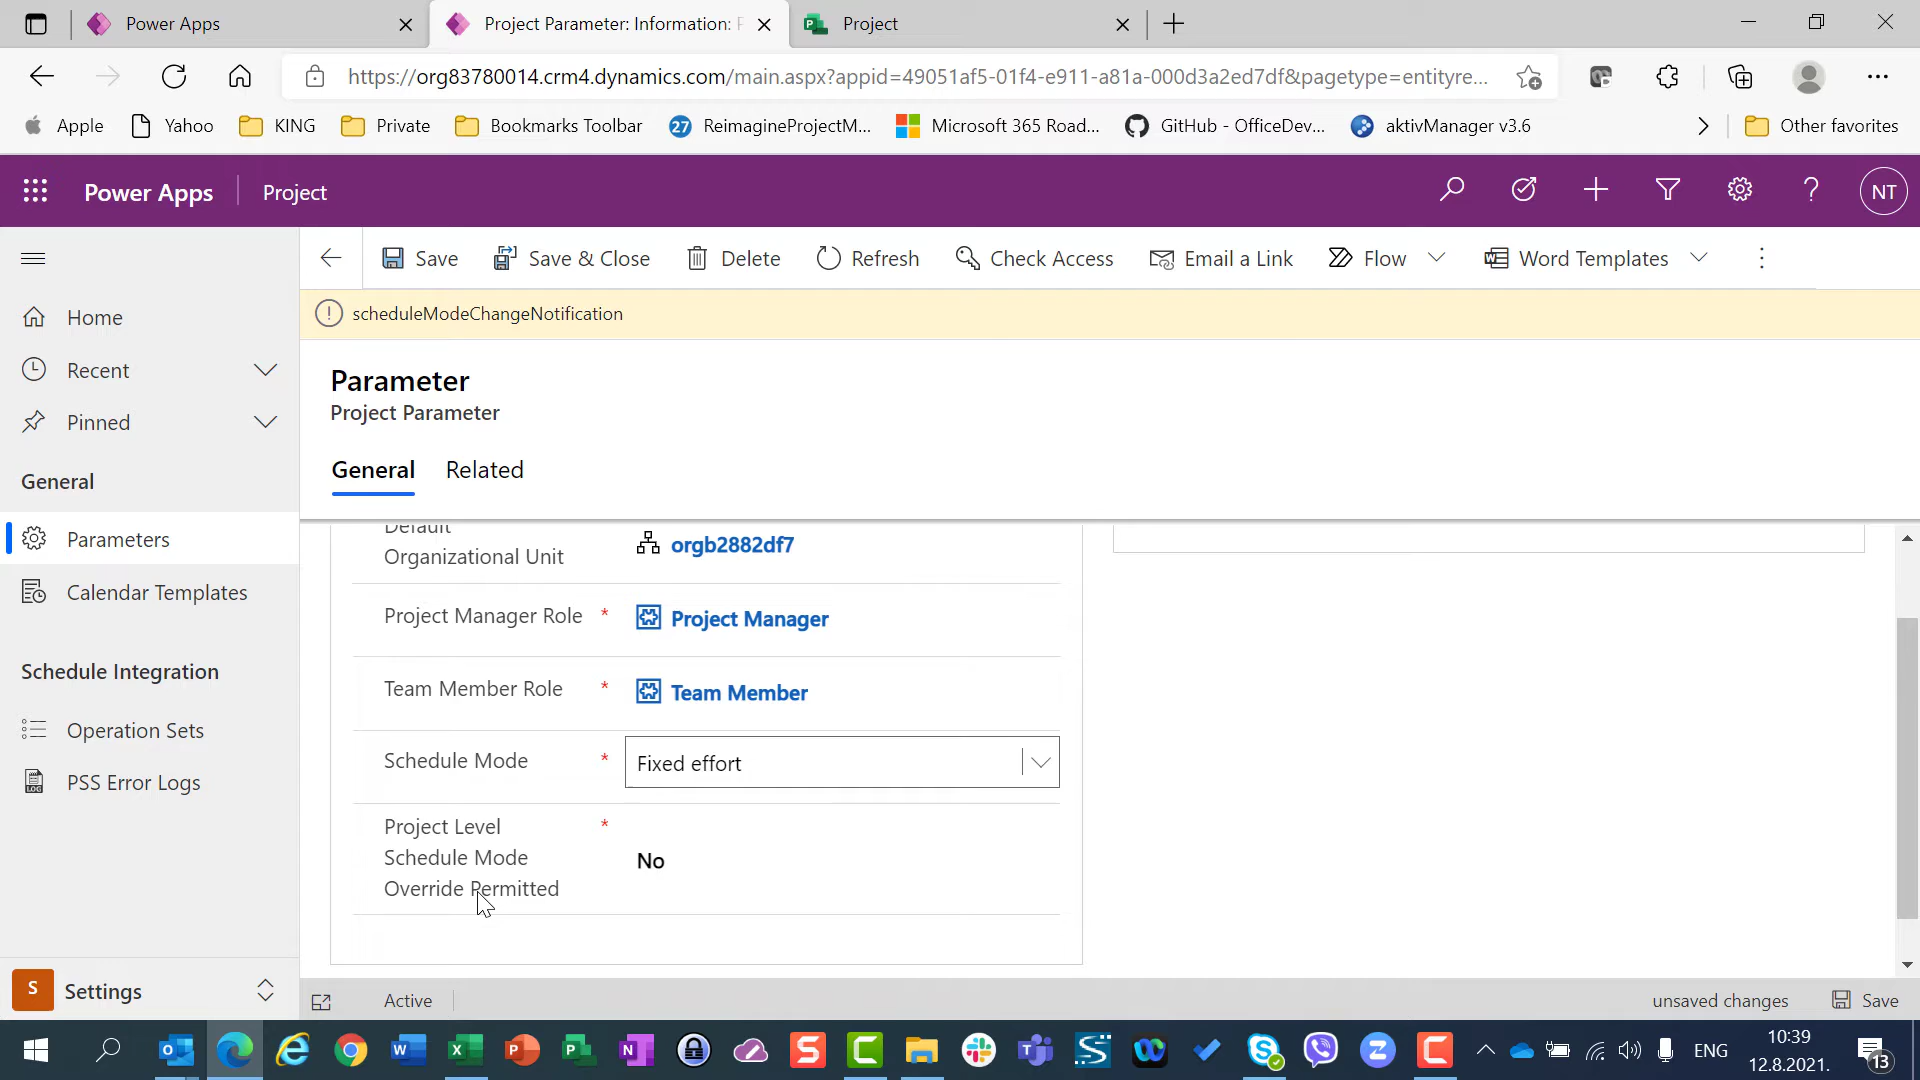 Power Apps
Project Parameter: Information: P
Project
https://org83780014.crm4.dynamics.com/main.aspx?appid=49051af5-01f4-e911-a81a-000d3a2ed7df&pagetype=entityre...
Apple
Yahoo
KING
Private
Bookmarks Toolbar
27
ReimagineProjectM...
Microsoft 365 Road...
GitHub - OfficeDev...
aktivManager v3.6
Other favorites
Power Apps
Project
NT
Save
Save & Close
Delete
Refresh
Check Access
Email a Link
Flow
Word Templates
scheduleModeChangeNotification
Home
Recent
Pinned
General
Parameters
Calendar Templates
Schedule Integration
Operation Sets
PSS Error Logs
S
Settings
Parameter
Project Parameter
General
Related
Default
Organizational Unit
orgb2882df7
Project Manager Role *
Project Manager
Team Member Role *
Team Member
Schedule Mode *
Fixed effort
Project Level *
Schedule Mode
Override Permitted
No
Active
unsaved changes
Save
ENG
10:39
12.8.2021.
13